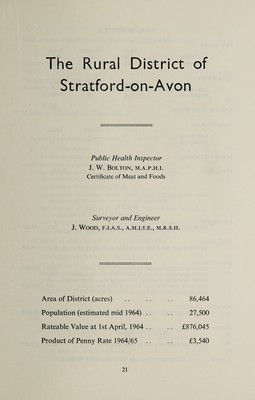 The Rural District of
Stratford-on-Avon
Public Health Inspector
J. W. BOLTON, M.A.P.H.I.
Certificate of Meat and Foods
Surveyor and Engineer
J. WOOD, F.I.A.S., A.M.I.S.E., M.R.S.H.
Area of District (acres) .. .. .. 86,464
Population (estimated mid 1964) .. .. 27,500
Rateable Value at 1st April, 1964 .. .. £876,045
Product of Penny Rate 1964/65 .. .. £3,540
21